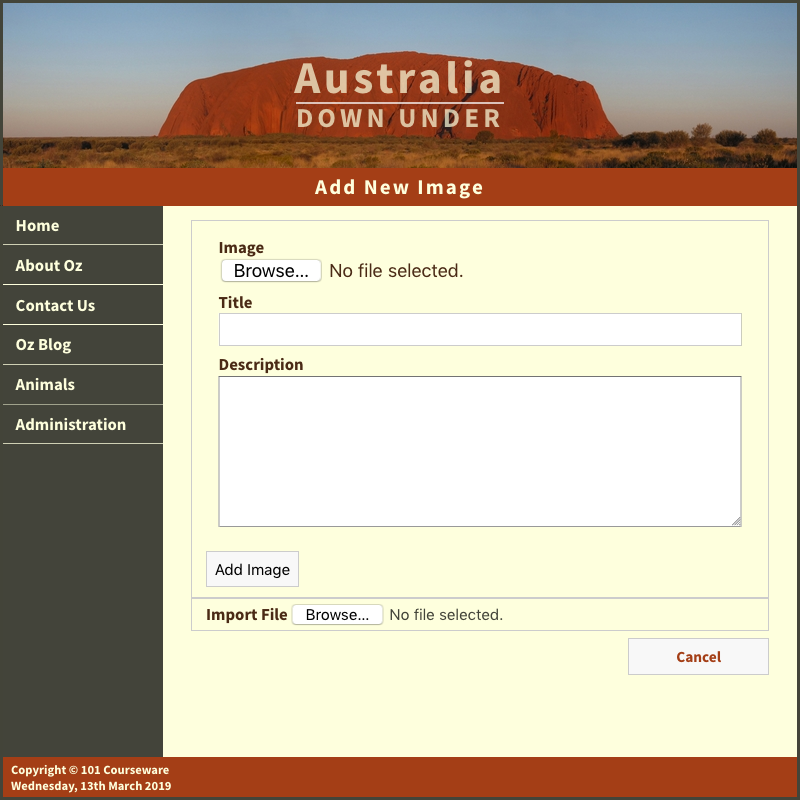 Australia
DOWN UNDER
Add New Image
Home
About Oz
Contact Us
Oz Blog
Animals
Administration
Image
Browse... No file selected.
Title
Description
Add Image
Import File Browse... No file selected.
Cancel
Copyright © 101 Courseware
Wednesday, 13th March 2019